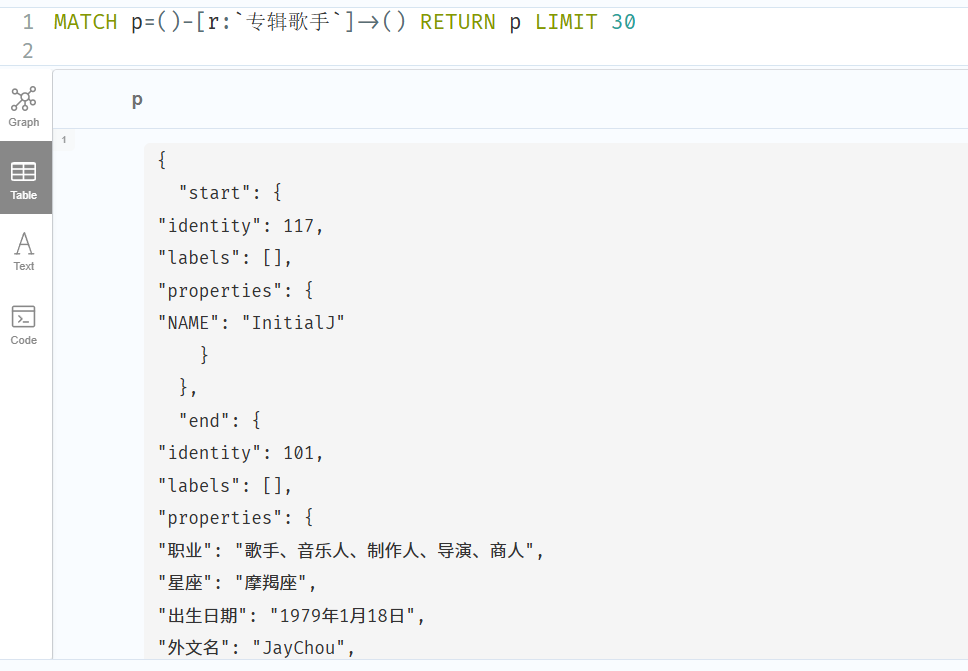 1 MATCH p=()-[r:`专辑歌手`]->() RETURN p LIMIT 30
2
Graph
Table
Text
Code
p
1
{
"start": {
"identity": 117,
"labels": [],
"properties": {
"NAME": "InitialJ"
}
},
"end": {
"identity": 101,
"labels": [],
"properties": {
"职业": "歌手、音乐人、制作人、导演、商人",
"星座": "摩羯座",
"出生日期": "1979年1月18日",
"外文名": "JayChou",